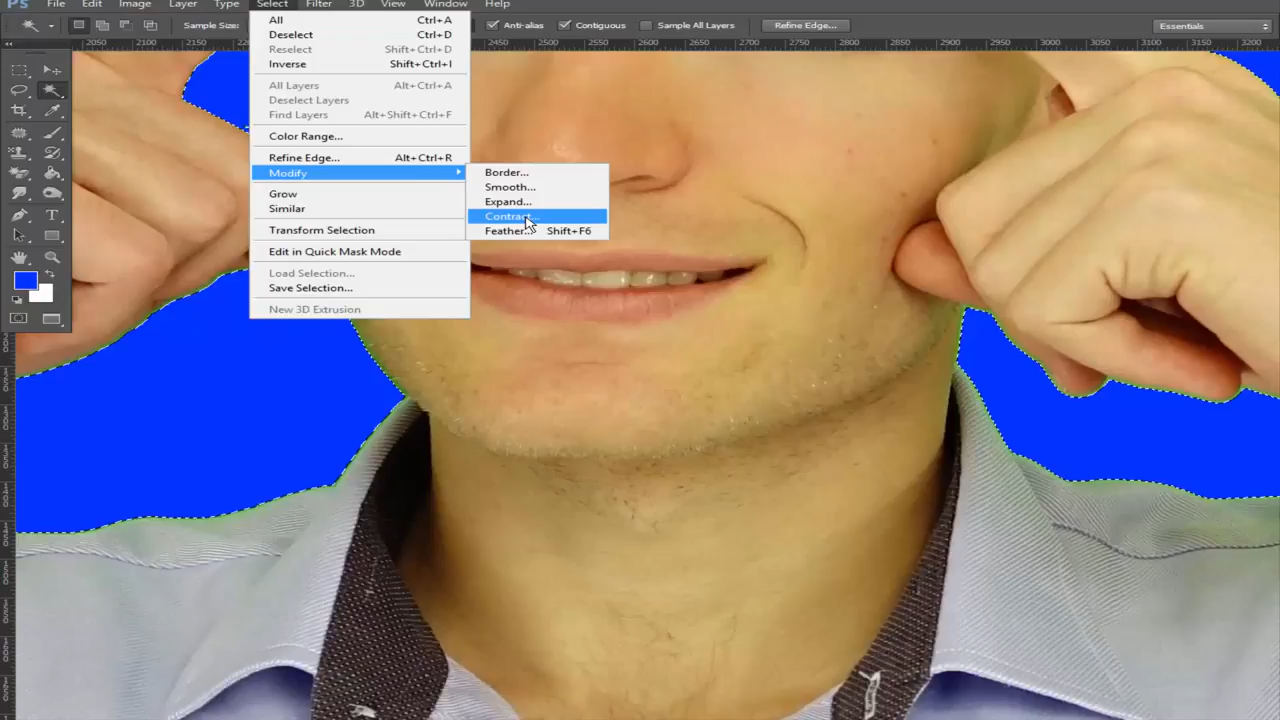 Ps File Edit Image Layer Type Select Filter 3D View Window Help
Sample Size: Anti-alias Contiguous Sample All Layers Refine Edge... Essentials
2050 2100 2450 2500 2550 2600 2650 2700 2750 2800 2850 2900 2950 3000 3050 3100 3150 3200
All Ctrl+A
Deselect Ctrl+D
Reselect Shift+Ctrl+D
Inverse Shift+Ctrl+I
All Layers Alt+Ctrl+A
Deselect Layers
Find Layers Alt+Shift+Ctrl+F
Color Range...
Refine Edge... Alt+Ctrl+R
Modify
Grow
Similar
Transform Selection
Edit in Quick Mask Mode
Load Selection...
Save Selection...
New 3D Extrusion
Border...
Smooth...
Expand...
Contract...
Feather... Shift+F6